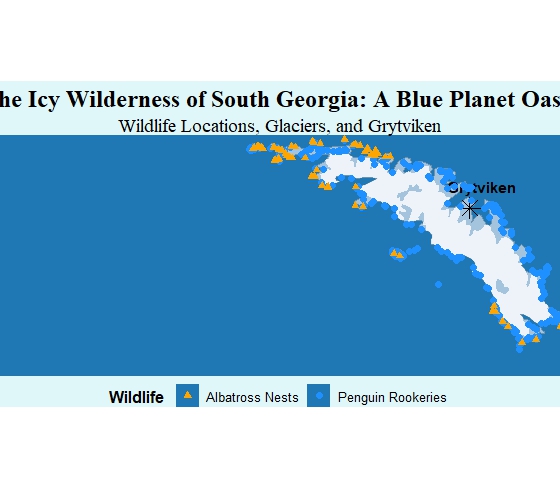 he Icy Wilderness of South Georgia: A Blue Planet Oas
Wildlife Locations, Glaciers, and Grytviken
Grytviken
Wildlife Albatross Nests Penguin Rookeries